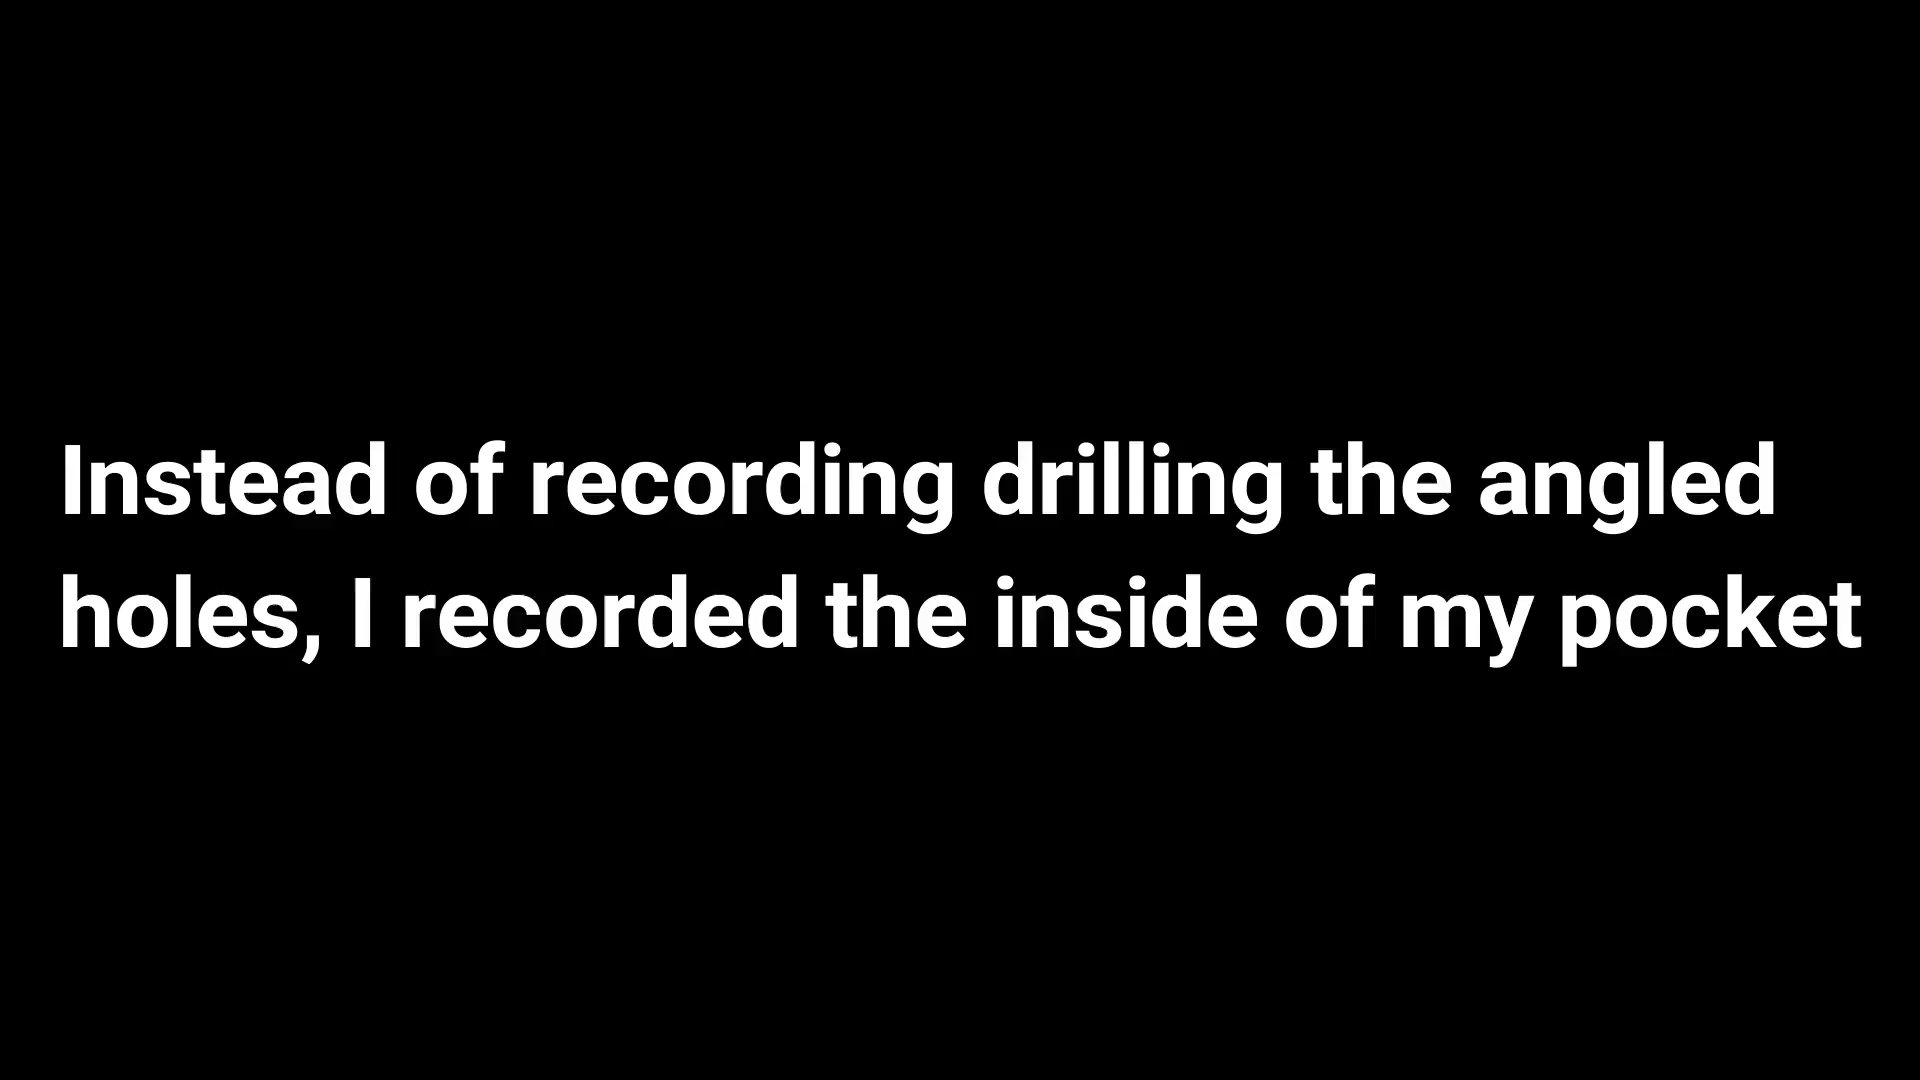 Instead of recording drilling the angled
holes, I recorded the inside of my pocket